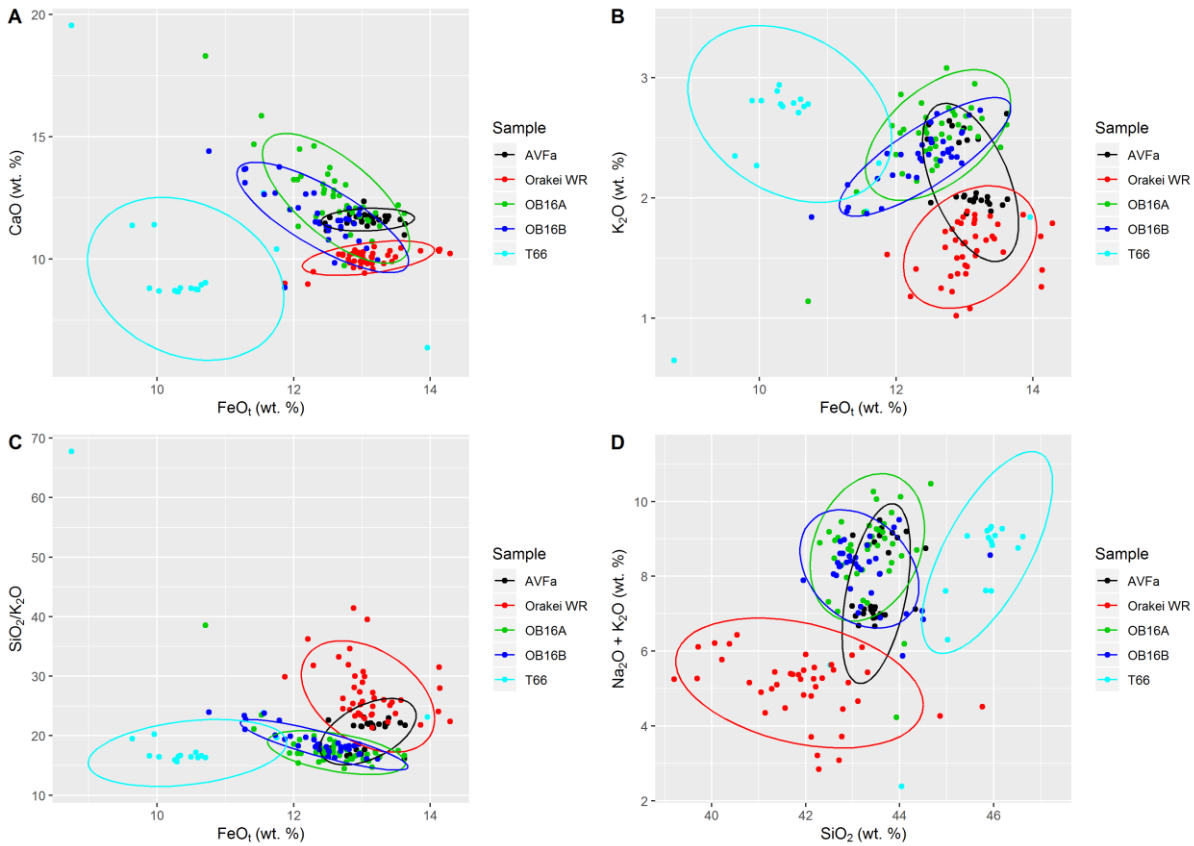 A
CaO (wt. %)
20
15
10
10
12
14
FeOₜ (wt. %)
Sample
AVFa
Orakei WR
OB16A
OB16B
T66
B
K₂O (wt. %)
3
2
1
10
12
14
FeOₜ (wt. %)
Sample
AVFa
Orakei WR
OB16A
OB16B
T66
C
SiO₂/K₂O
70
60
50
40
30
20
10
10
12
14
FeOₜ (wt. %)
Sample
AVFa
Orakei WR
OB16A
OB16B
T66
D
Na₂O + K₂O (wt. %)
10
8
6
4
2
40
42
44
46
SiO₂ (wt. %)
Sample
AVFa
Orakei WR
OB16A
OB16B
T66